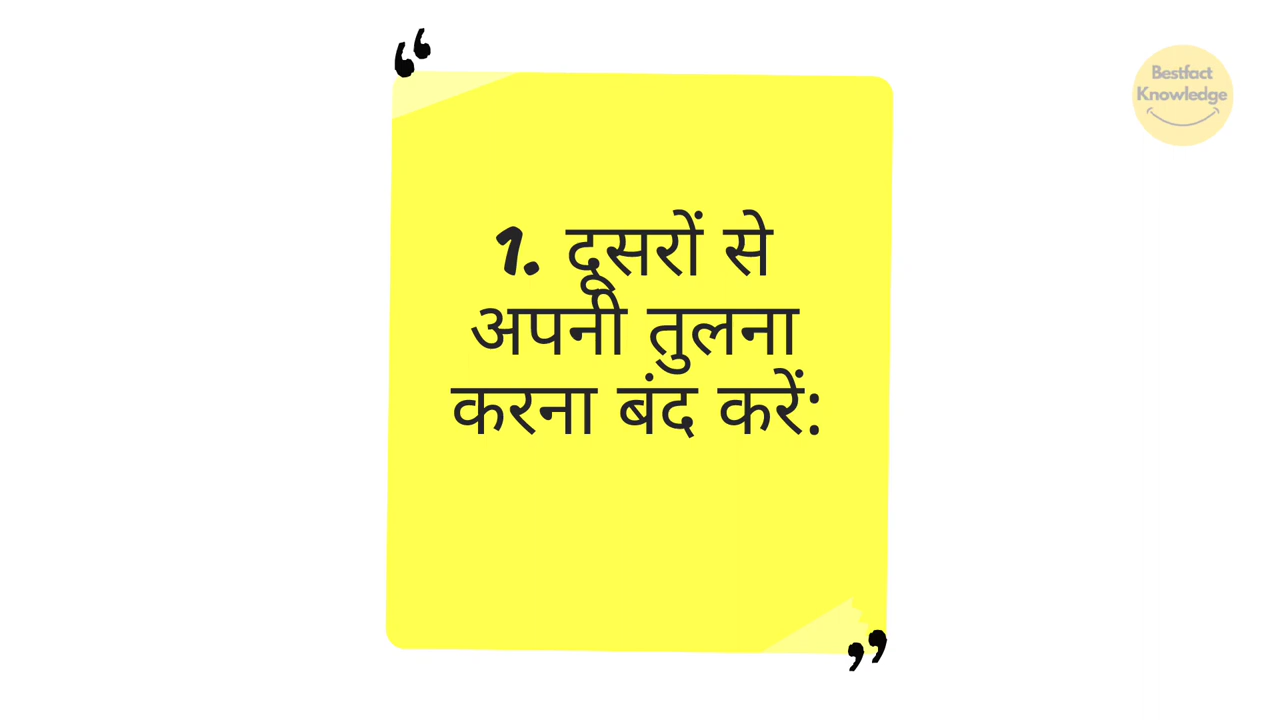 “
1. दूसरों से
अपनी तुलना
करना बंद करें:
”
Bestfact
Knowledge